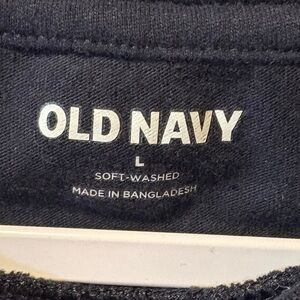 OLD NAVY
L
SOFT-WASHED
MADE IN BANGLADESH